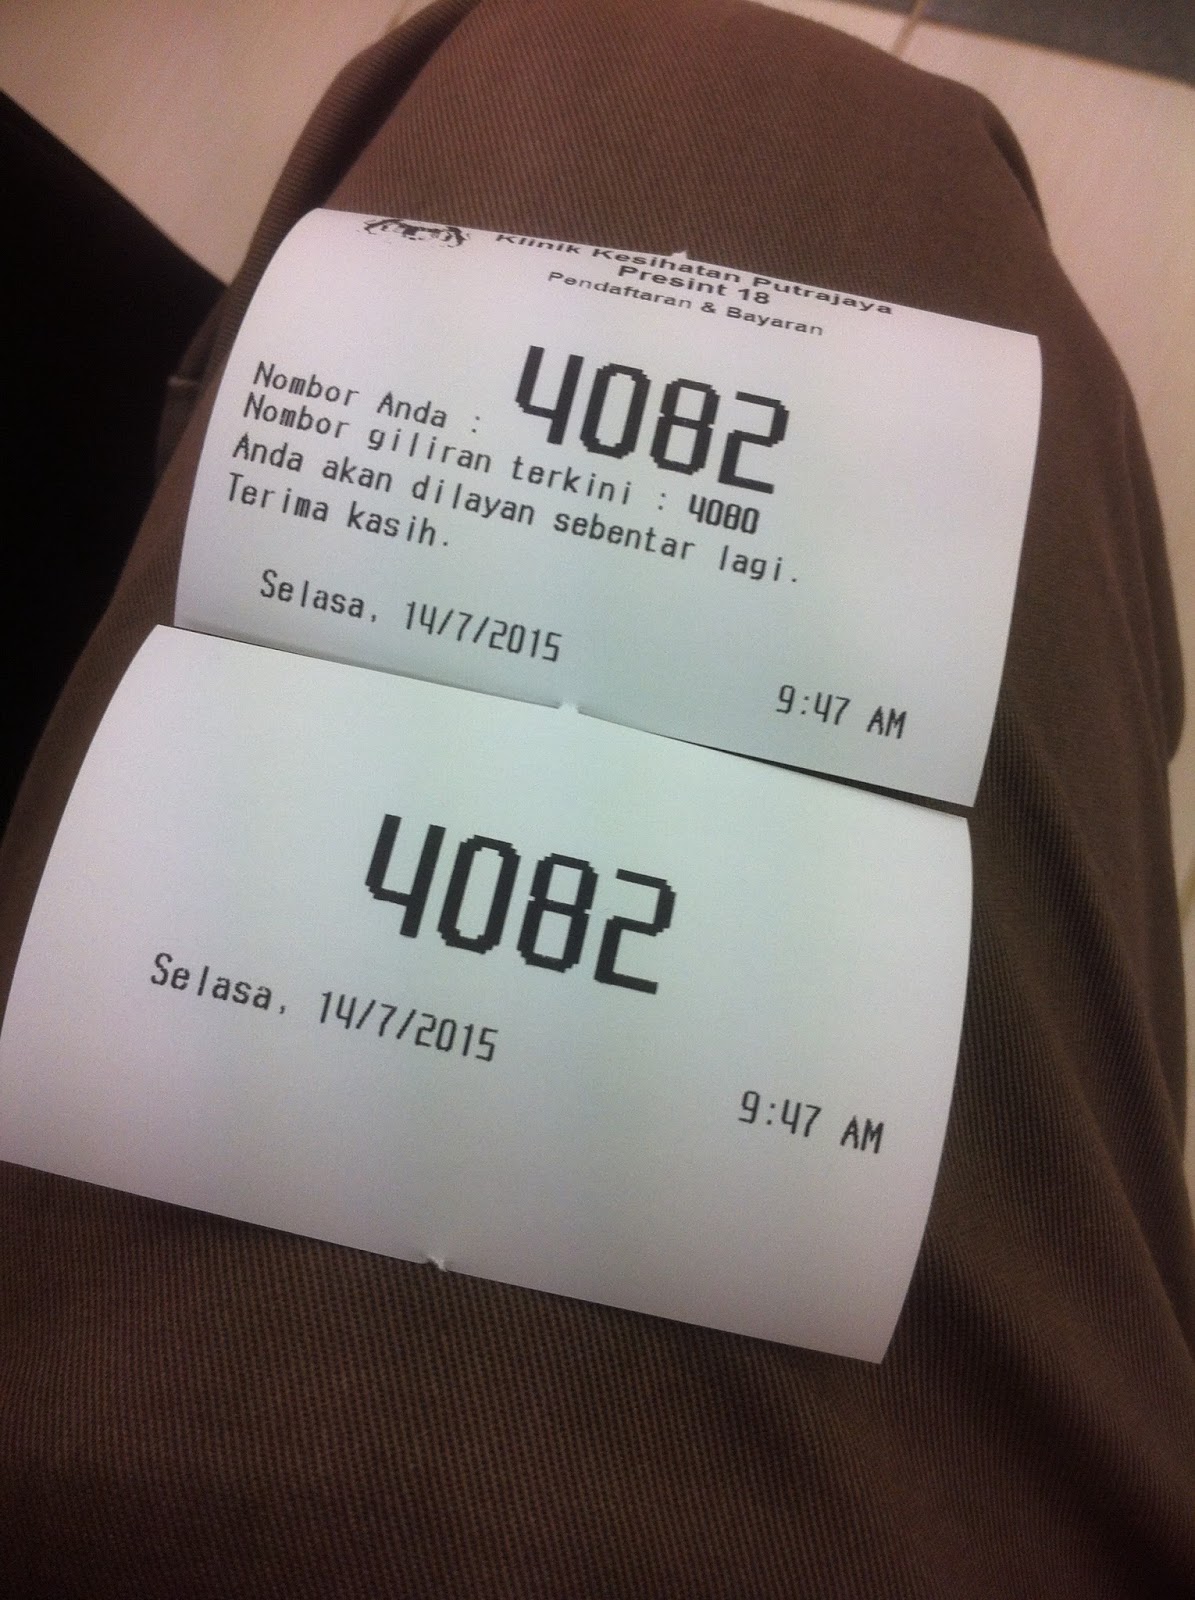 Klinik Kesihatan Putrajaya
Presint 18
Pendaftaran & Bayaran
Nombor Anda : 4082
Nombor giliran terkini : 4080
Anda akan dilayan sebentar lagi.
Terima kasih.
Selasa, 14/7/2015
9:47 AM
4082
Selasa, 14/7/2015
9:47 AM